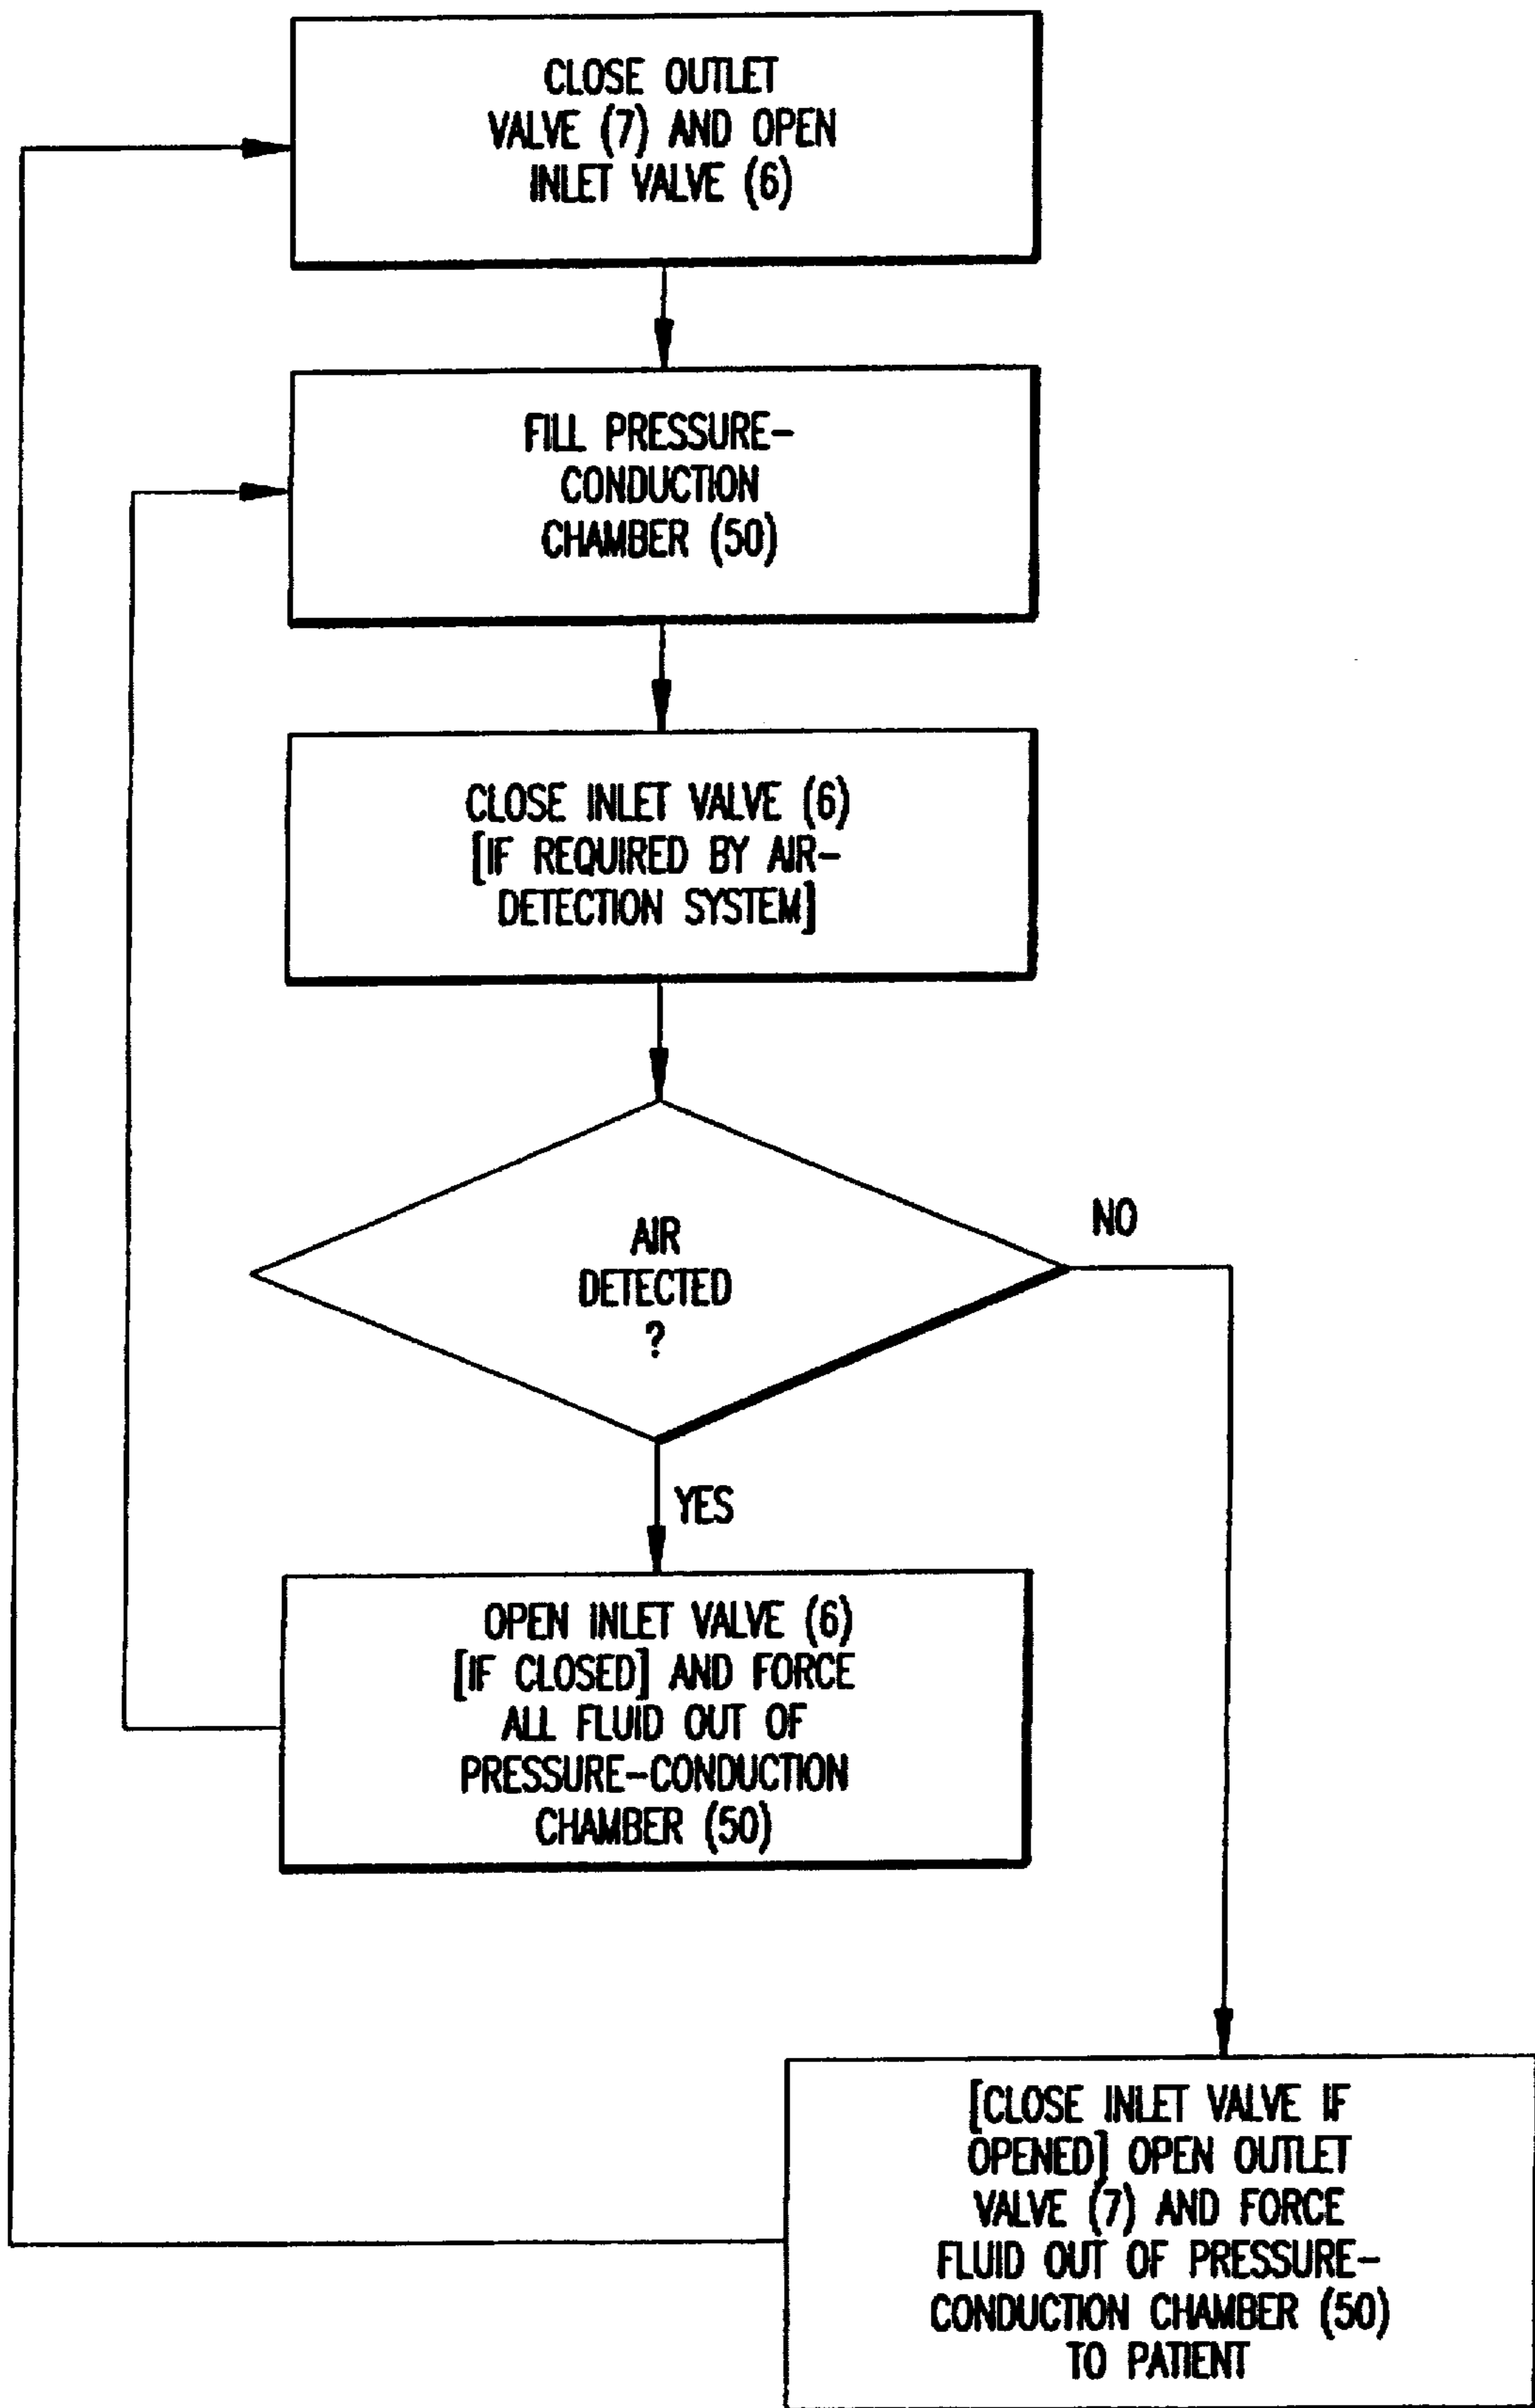 CLOSE OUTLET
VALVE (7) AND OPEN
INLET VALVE (6)
FILL PRESSURE-
CONDUCTION
CHAMBER (50)
CLOSE INLET VALVE (6)
[IF REQUIRED BY AIR-
DETECTION SYSTEM]
AIR
DETECTED
?
NO
YES
OPEN INLET VALVE (6)
[IF CLOSED] AND FORCE
ALL FLUID OUT OF
PRESSURE-CONDUCTION
CHAMBER (50)
[CLOSE INLET VALVE IF
OPENED] OPEN OUTLET
VALVE (7) AND FORCE
FLUID OUT OF PRESSURE-
CONDUCTION CHAMBER (50)
TO PATIENT